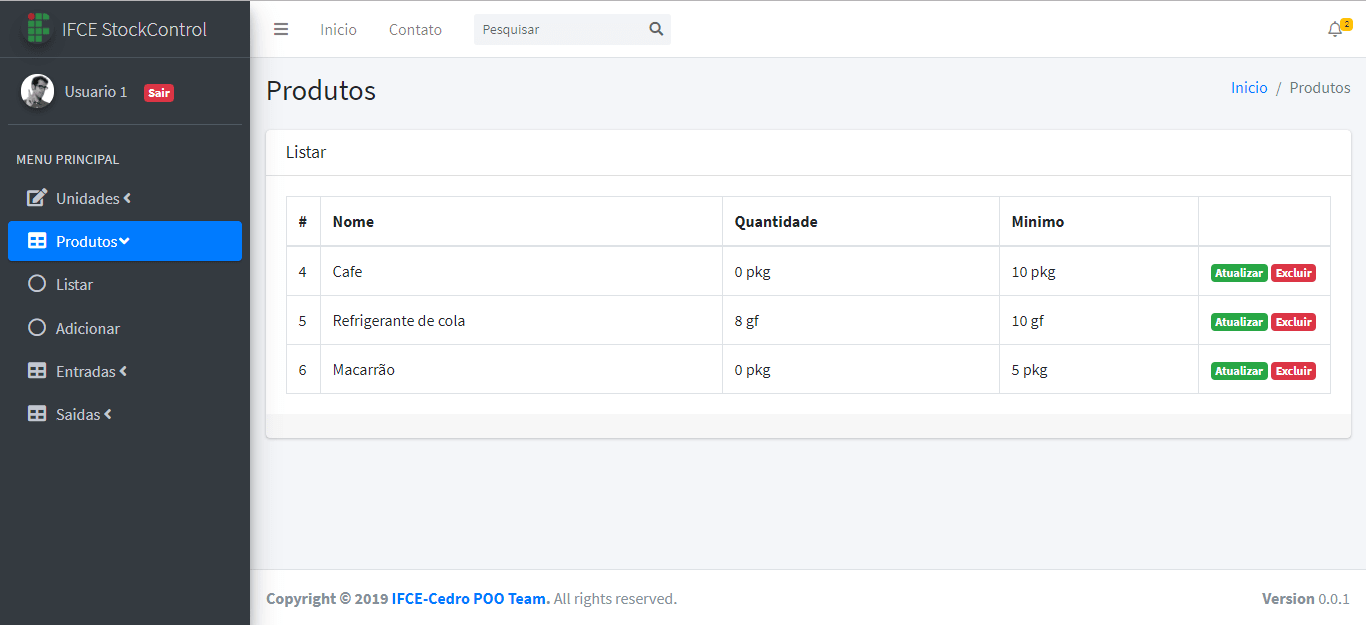 IFCE StockControl
Inicio Contato Pesquisar 2
Usuario 1 Sair
MENU PRINCIPAL
Unidades
Produtos
Listar
Adicionar
Entradas
Saidas
Produtos
Inicio / Produtos
Listar
# Nome Quantidade Minimo
4 Cafe 0 pkg 10 pkg Atualizar Excluir
5 Refrigerante de cola 8 gf 10 gf Atualizar Excluir
6 Macarrão 0 pkg 5 pkg Atualizar Excluir
Copyright © 2019 IFCE-Cedro POO Team. All rights reserved.
Version 0.0.1